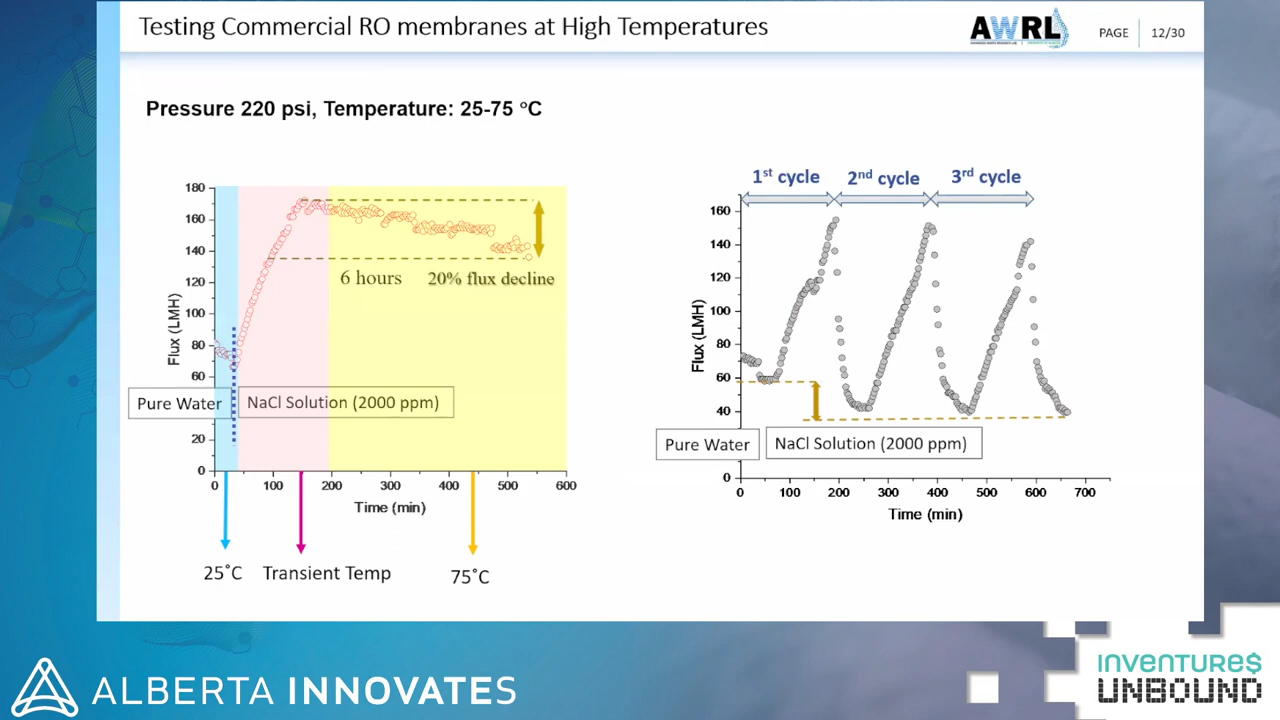 Testing Commercial RO membranes at High Temperatures
AWRL
PAGE
12/30
Pressure 220 psi, Temperature: 25-75 °C
180
160
140
120
100
80
60
20
0
Flux (LMH)
6 hours
20% flux decline
Pure Water
NaCl Solution (2000 ppm)
0 100 200 300 400 500 600
Time (min)
25˚C
Transient Temp
75˚C
1st cycle
2nd cycle
3rd cycle
160
140
120
100
80
60
40
0
Flux (LMH)
Pure Water
NaCl Solution (2000 ppm)
0 100 200 300 400 500 600 700
Time (min)
ALBERTA INNOVATES
INVENTURE$
UNBOUND